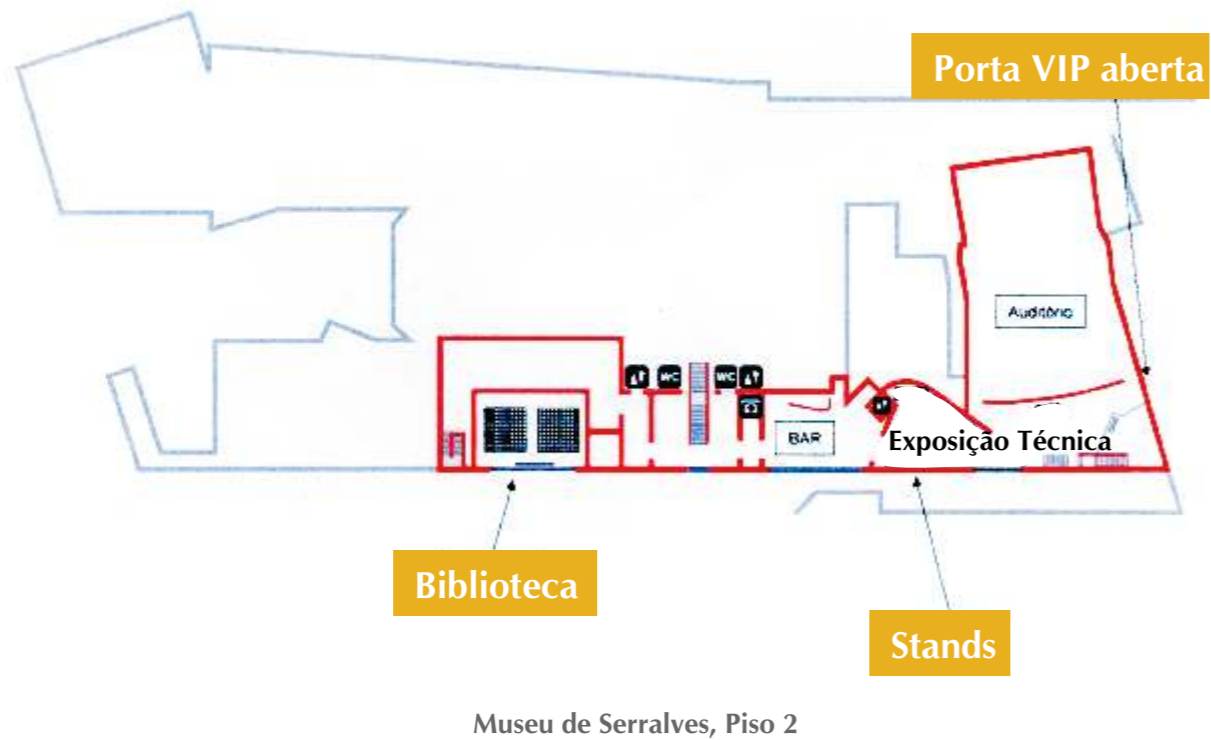 Porta VIP aberta
Auditório
WC
WC
BAR
Exposição Técnica
Biblioteca
Stands
Museu de Serralves, Piso 2